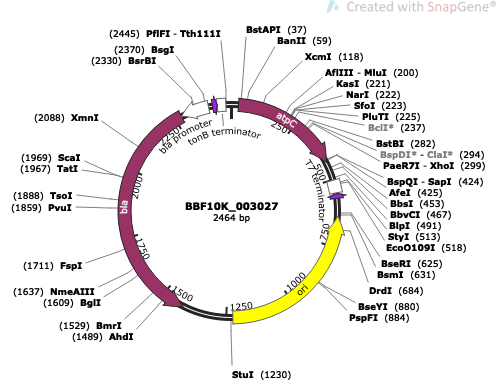 Created with SnapGene®
(2445) PflFI - Tth111I
(2370) BsgI
(2330) BsrBI
(2088) XmnI
(1969) ScaI
(1967) TatI
(1888) TsoI
(1859) PvuI
(1711) FspI
(1637) NmeAIII
(1609) BglI
(1529) BmrI
(1489) AhdI
BstAPI (37)
BanII (59)
XcmI (118)
AflIII - MluI (200)
KasI (221)
NarI (222)
SfoI (223)
PluTI (225)
BclI* (237)
BstBI (282)
BspDI* - ClaI* (294)
PaeR7I - XhoI (299)
BspQI - SapI (424)
AfeI (425)
BbsI (453)
BbvCI (467)
BlpI (491)
StyI (513)
EcoO109I (518)
BseRI (625)
BsmI (631)
DrdI (684)
BseYI (880)
PspFI (884)
StuI (1230)
bla promoter
tonB terminator
atpC
T7 terminator
bla
ori
250
500
750
1000
1250
1500
1750
2000
2250
BBF10K_003027
2464 bp